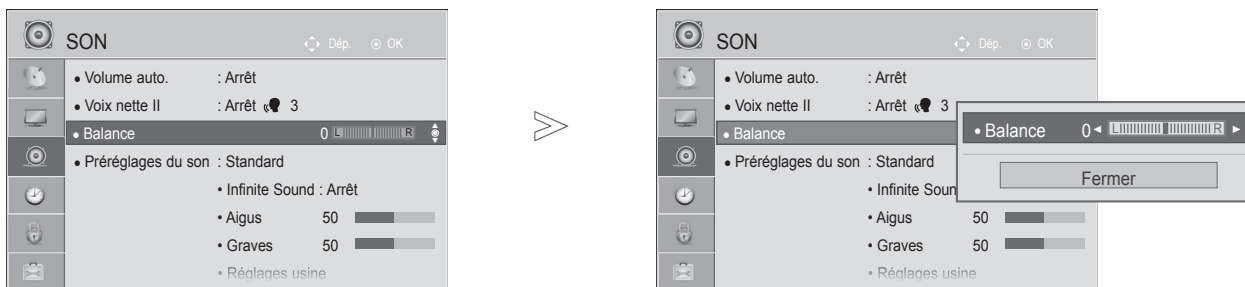 SON
Dép. OK
• Volume auto. : Arrêt
• Voix nette II : Arrêt 3
• Balance 0 L R
• Préréglages du son : Standard
• Infinite Sound : Arrêt
• Aigus 50
• Graves 50
• Réglages usine
>
SON
Dép. OK
• Volume auto. : Arrêt
• Voix nette II : Arrêt 3
• Balance
• Préréglages du son : Standard
• Infinite Soun
• Aigus 50
• Graves 50
• Réglages usine
• Balance 0 ◄ L R ►
Fermer